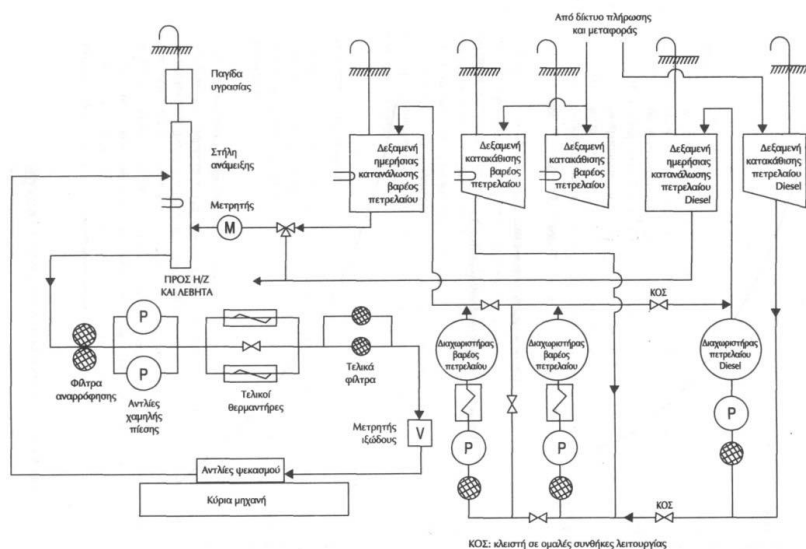 Από δίκτυο πλήρωσης
και μεταφοράς
Παγίδα
υγρασίας
Στήλη
ανάμειξης
Μετρητής
M
Δεξαμενή
ημερήσιας
κατανάλωσης
βαρέος
πετρελαίου
Δεξαμενή
κατακάθισης
βαρέος
πετρελαίου
Δεξαμενή
κατακάθισης
βαρέος
πετρελαίου
Δεξαμενή
ημερήσιας
κατανάλωσης
πετρελαίου
Diesel
Δεξαμενή
κατακάθισης
πετρελαίου
Diesel
ΠΡΟΣ Η/Ζ
ΚΑΙ ΛΕΒΗΤΑ
ΚΟΣ
P
P
Φίλτρα
αναρρόφησης
Αντλίες
χαμηλής
πίεσης
Τελικοί
θερμαντήρες
Τελικά
φίλτρα
Μετρητής
ιξώδους
V
Διαχωριστήρας
βαρέος
πετρελαίου
Διαχωριστήρας
βαρέος
πετρελαίου
Διαχωριστήρας
πετρελαίου
Diesel
P
P
P
Αντλίες ψεκασμού
Κύρια μηχανή
ΚΟΣ
ΚΟΣ: κλειστή σε ομαλές συνθήκες λειτουργίας